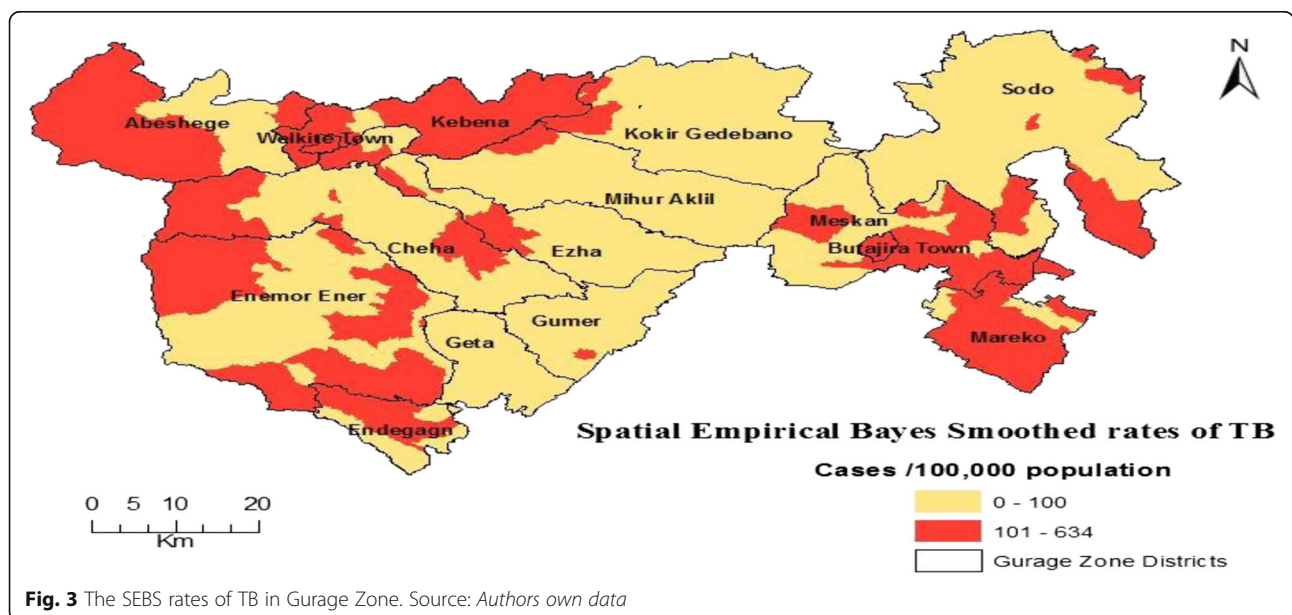 N
Sodo
Abeshege
Kebena
Walkite Town
Kokir Gedebano
Mihur Aklil
Meskan
Cheha
Ezha
Butajira Town
Enemor Ener
Gumer
Geta
Mareko
Endegagn
Spatial Empirical Bayes Smoothed rates of TB
Cases /100,000 population
0 - 100
101 - 634
Gurage Zone Districts
0 5 10 20
Km
Fig. 3 The SEBS rates of TB in Gurage Zone. Source: Authors own data